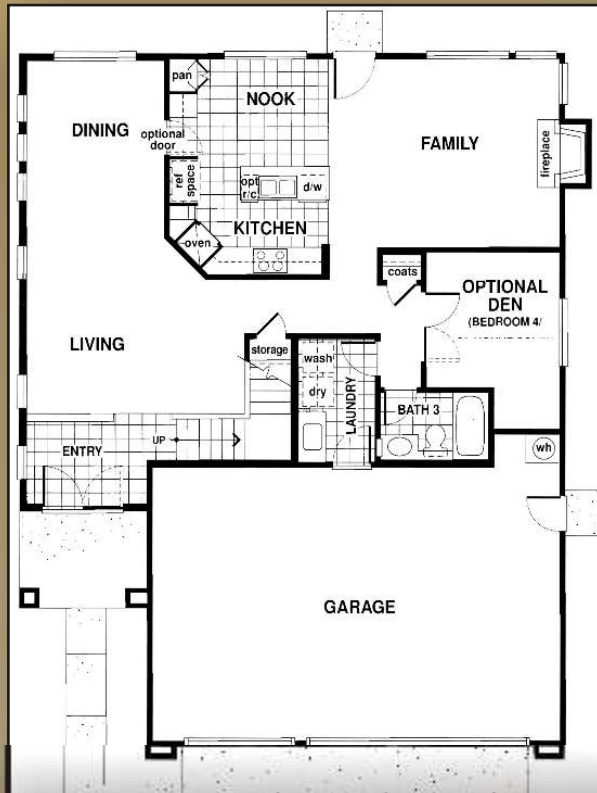 pan
NOOK
DINING
optional
door
FAMILY
fireplace
ref
space
opt
r/c
d/w
KITCHEN
oven
coats
OPTIONAL
DEN
(BEDROOM 4/
LIVING
storage
wash
dry
LAUNDRY
BATH 3
ENTRY
UP
wh
GARAGE